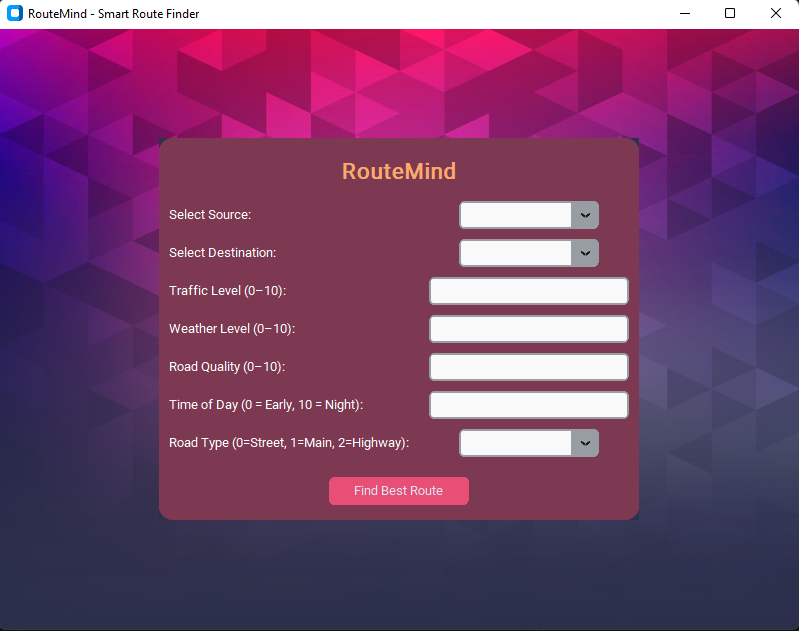 RouteMind - Smart Route Finder
RouteMind
Select Source:
Select Destination:
Traffic Level (0–10):
Weather Level (0–10):
Road Quality (0–10):
Time of Day (0 = Early, 10 = Night):
Road Type (0=Street, 1=Main, 2=Highway):
Find Best Route